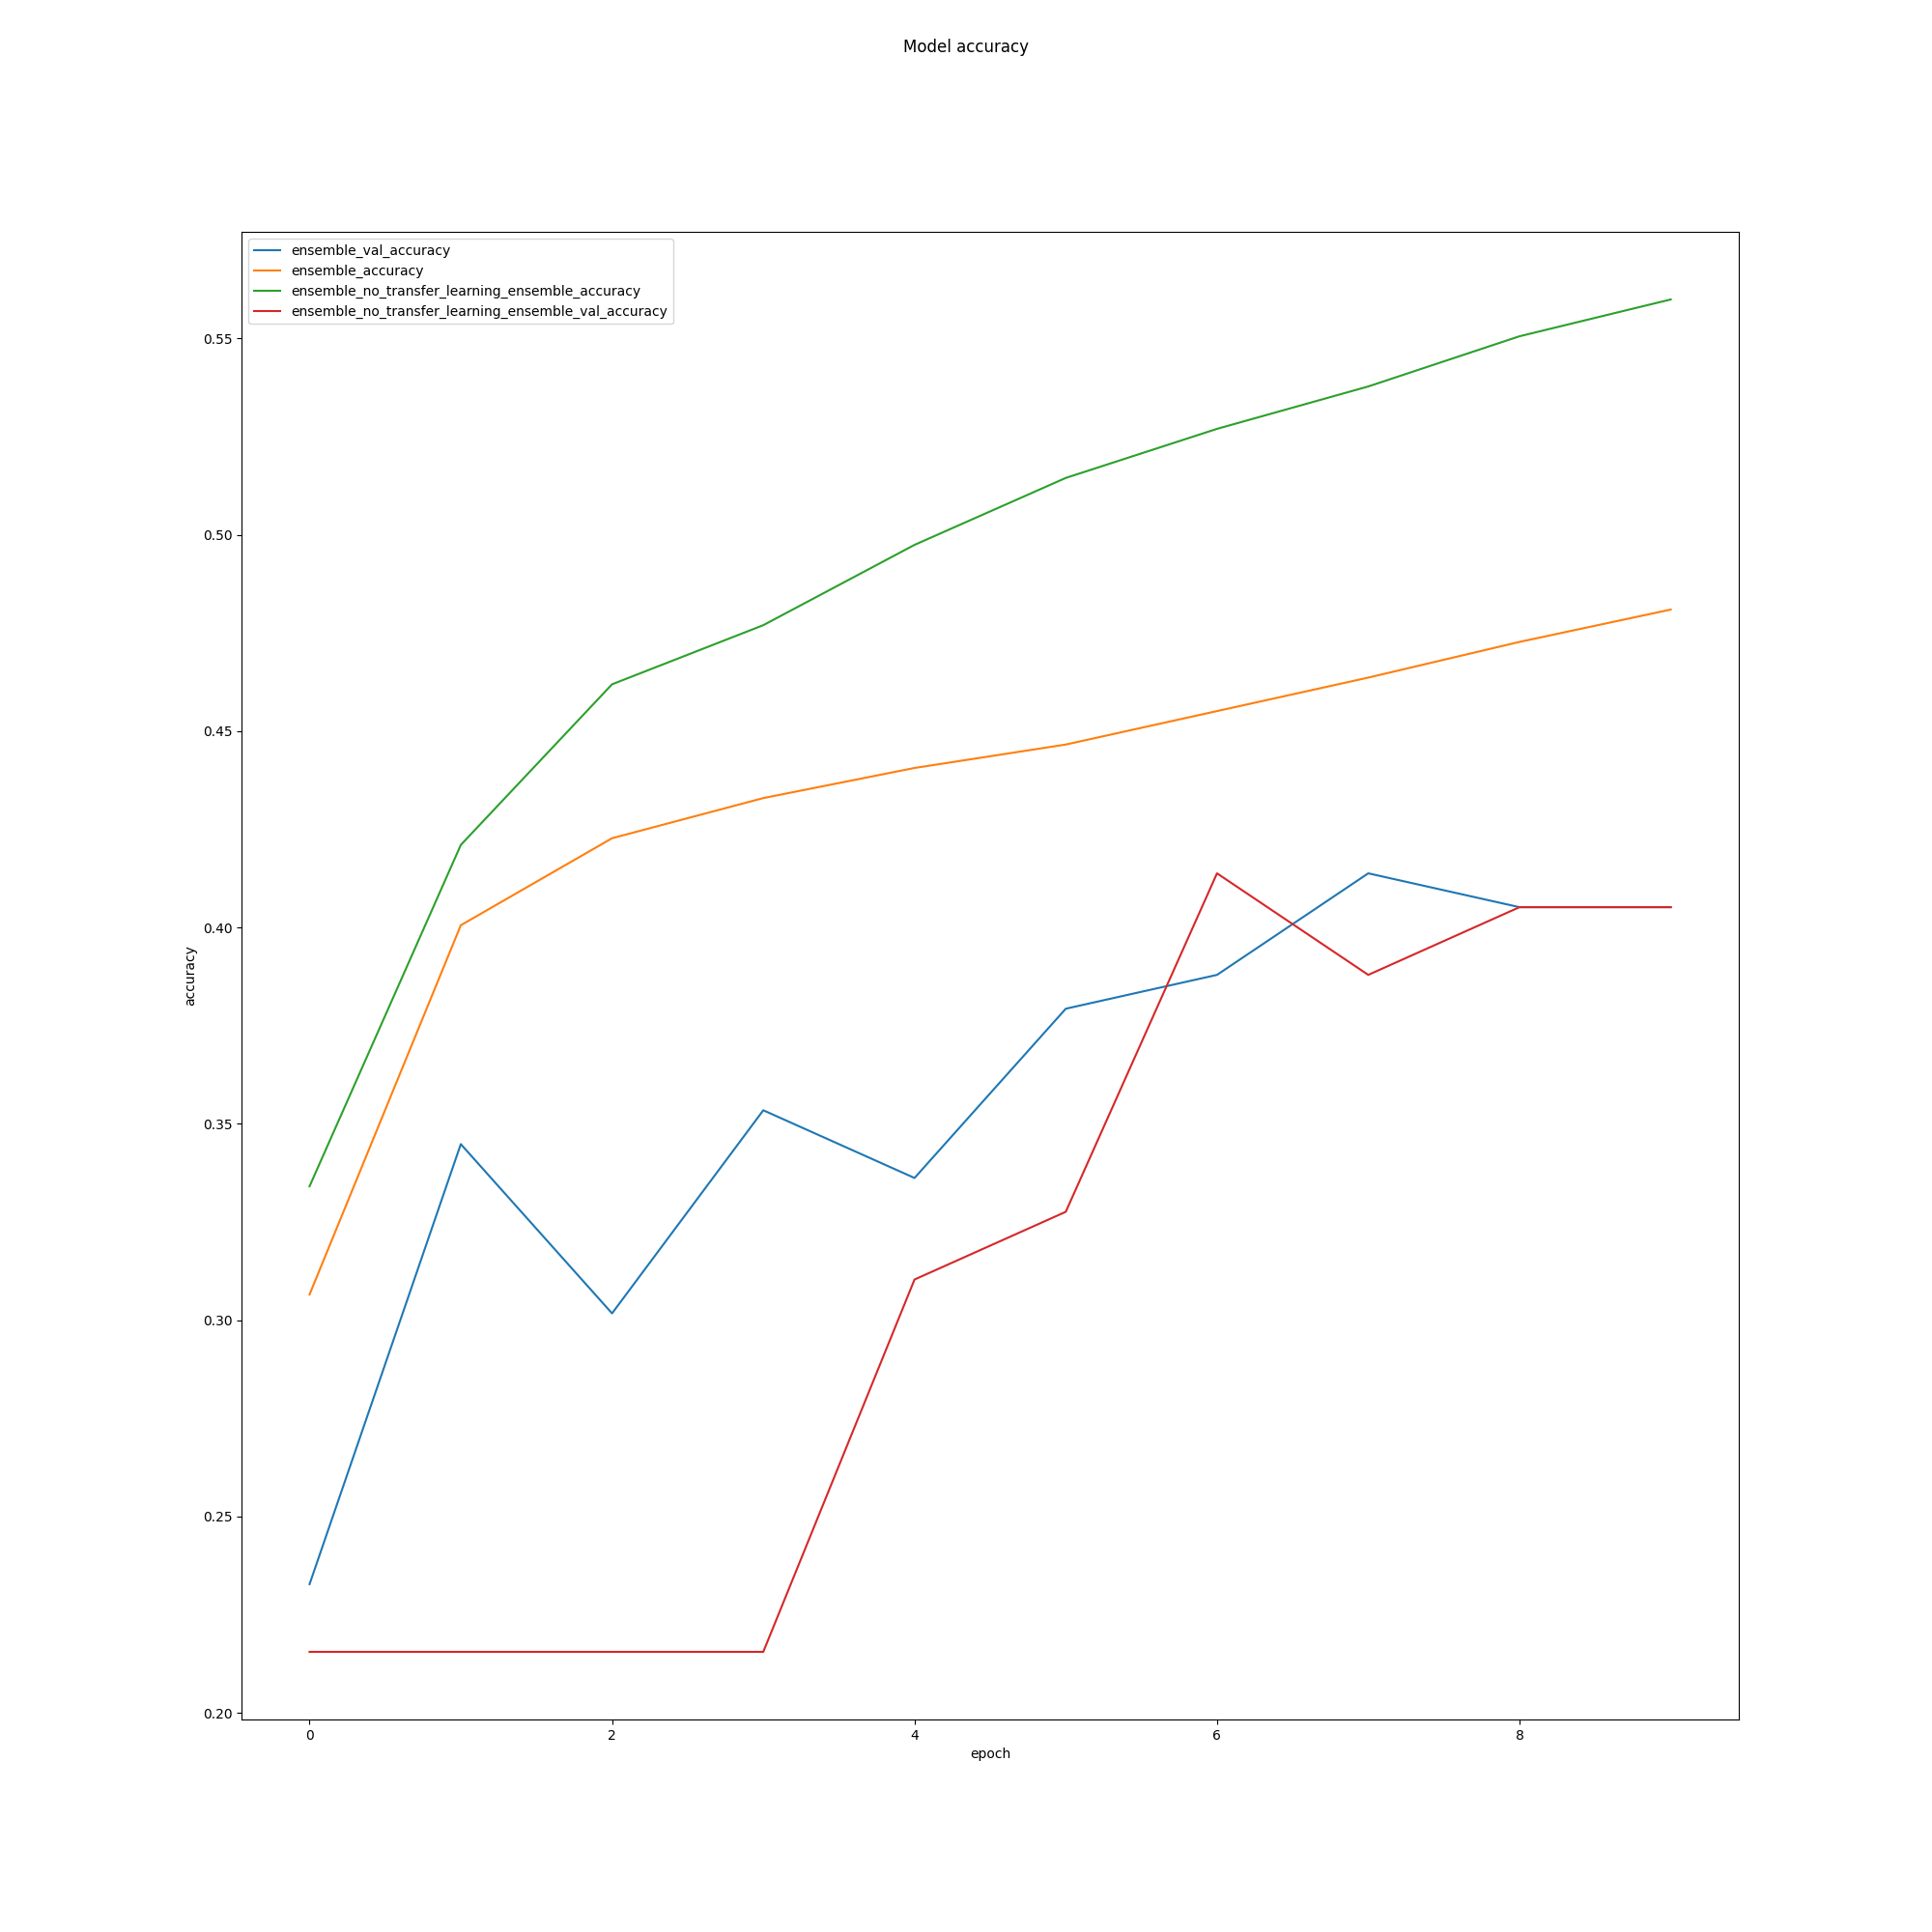 Model accuracy
ensemble_val_accuracy
ensemble_accuracy
ensemble_no_transfer_learning_ensemble_accuracy
ensemble_no_transfer_learning_ensemble_val_accuracy
0.55
0.50
0.45
0.40
0.35
0.30
0.25
0.20
accuracy
0 2 4 6 8
epoch